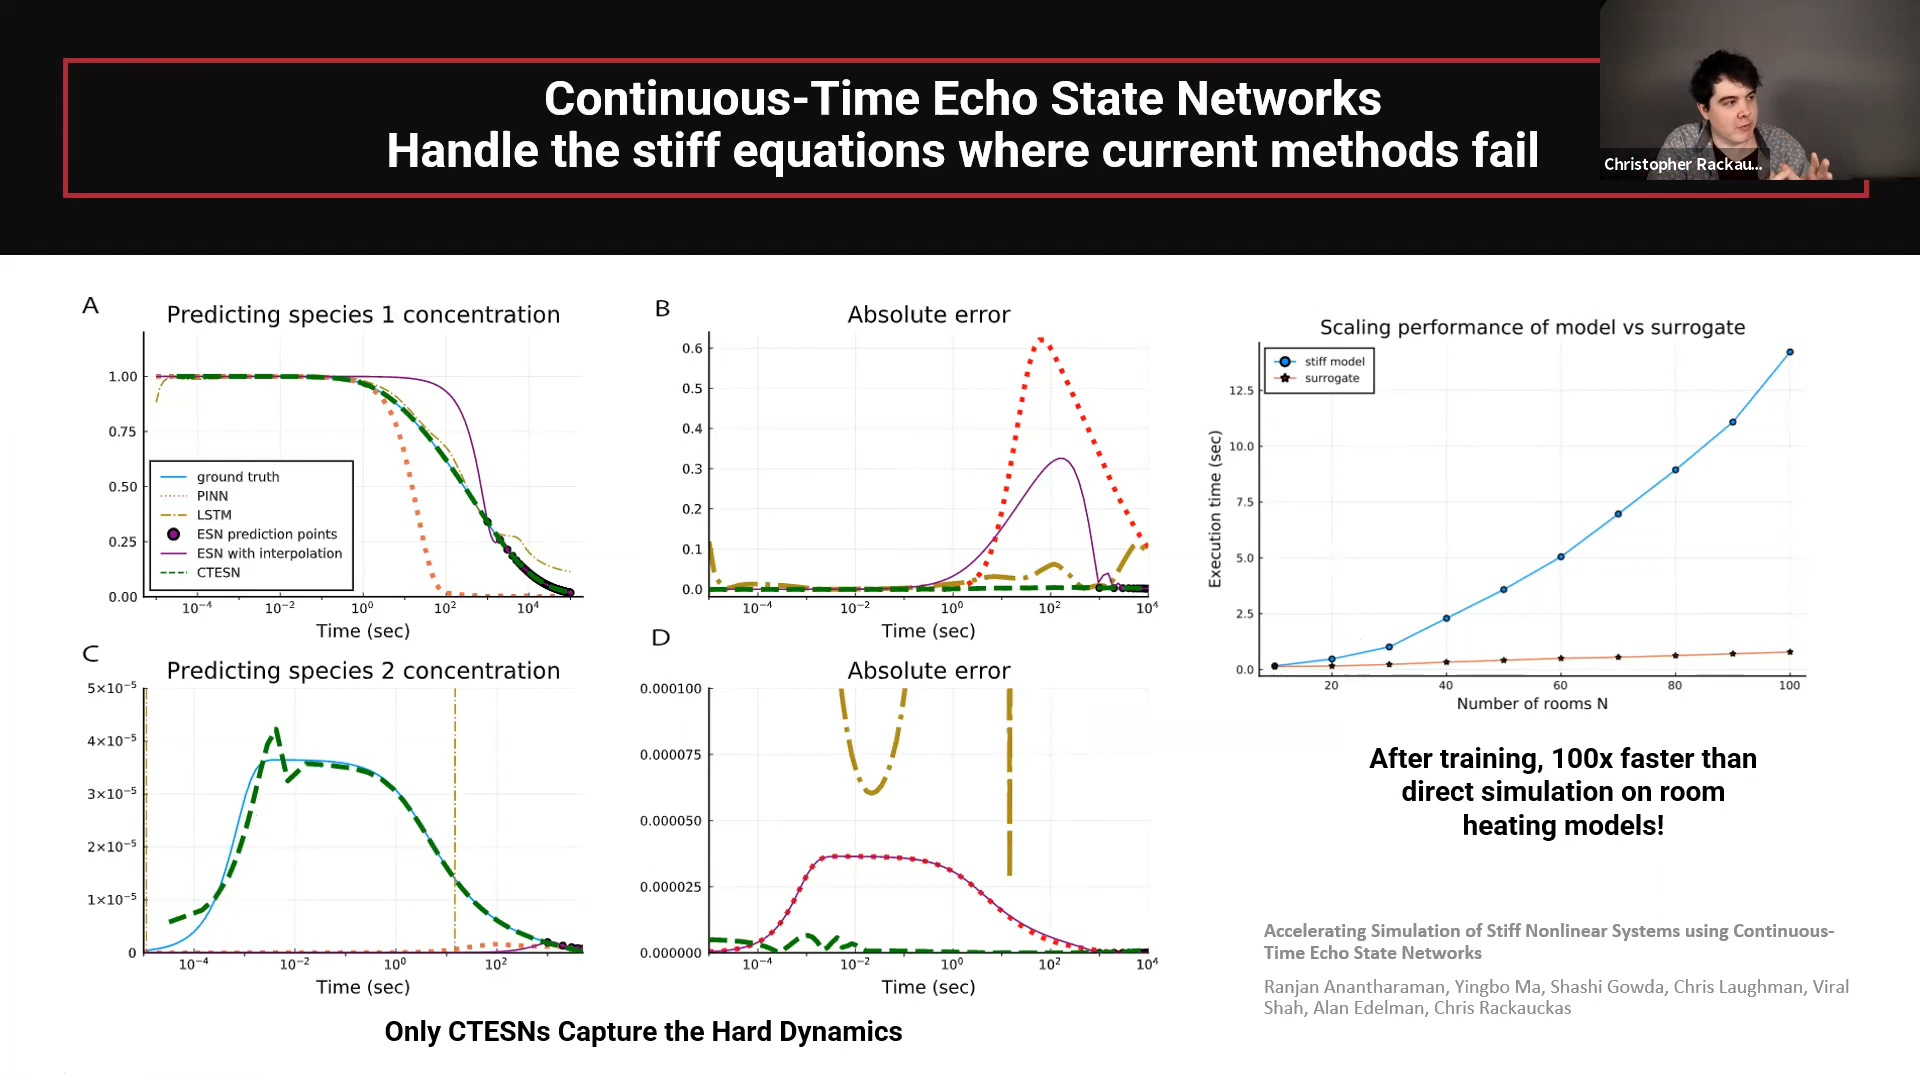 Continuous-Time Echo State Networks
Handle the stiff equations where current methods fail
Christopher Rackau...
A
Predicting species 1 concentration
1.00
0.75
0.50
0.25
0.00
ground truth
PINN
LSTM
ESN prediction points
ESN with interpolation
CTESN
10⁻⁴ 10⁻² 10⁰ 10² 10⁴
Time (sec)
B
Absolute error
0.6
0.5
0.4
0.3
0.2
0.1
0.0
10⁻⁴ 10⁻² 10⁰ 10² 10⁴
Time (sec)
C
Predicting species 2 concentration
5×10⁻⁵
4×10⁻⁵
3×10⁻⁵
2×10⁻⁵
1×10⁻⁵
0
10⁻⁴ 10⁻² 10⁰ 10²
Time (sec)
D
Absolute error
0.000100
0.000075
0.000050
0.000025
0.000000
10⁻⁴ 10⁻² 10⁰ 10² 10⁴
Time (sec)
Only CTESNs Capture the Hard Dynamics
Scaling performance of model vs surrogate
stiff model
surrogate
Execution time (sec)
12.5
10.0
7.5
5.0
2.5
0.0
20 40 60 80 100
Number of rooms N
After training, 100x faster than
direct simulation on room
heating models!
Accelerating Simulation of Stiff Nonlinear Systems using Continuous-
Time Echo State Networks
Ranjan Anantharaman, Yingbo Ma, Shashi Gowda, Chris Laughman, Viral
Shah, Alan Edelman, Chris Rackauckas